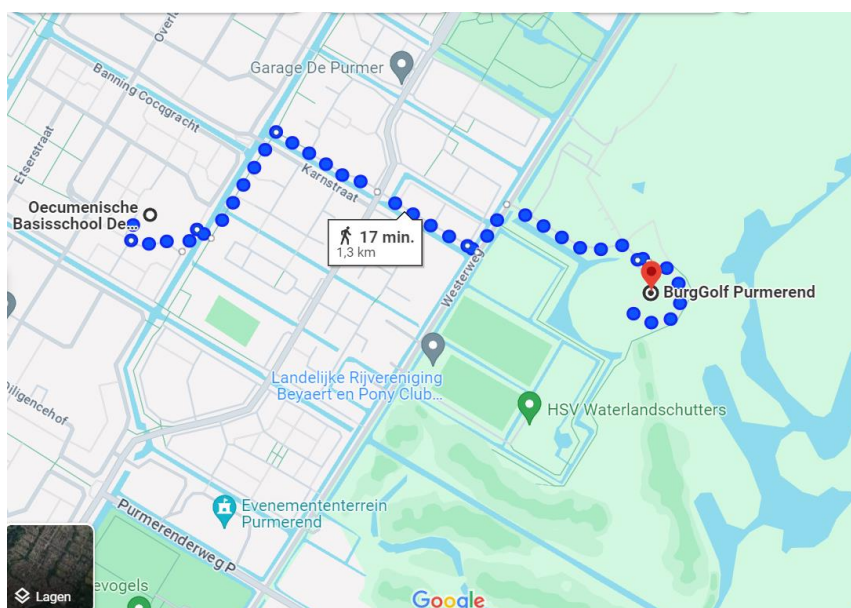 Overl
Garage De Purmer
Banning Cocqgracht
Etserstraat
Karnstraat
Oecumenische
Basisschool De...
17 min.
1,3 km
Westerweg
BurgGolf Purmerend
Landelijke Rijvereniging
Beyaert en Pony Club...
Diligencehof
HSV Waterlandschutters
Evenemententerrein
Purmerend
Purmerenderweg P
evogels
Lagen
Google